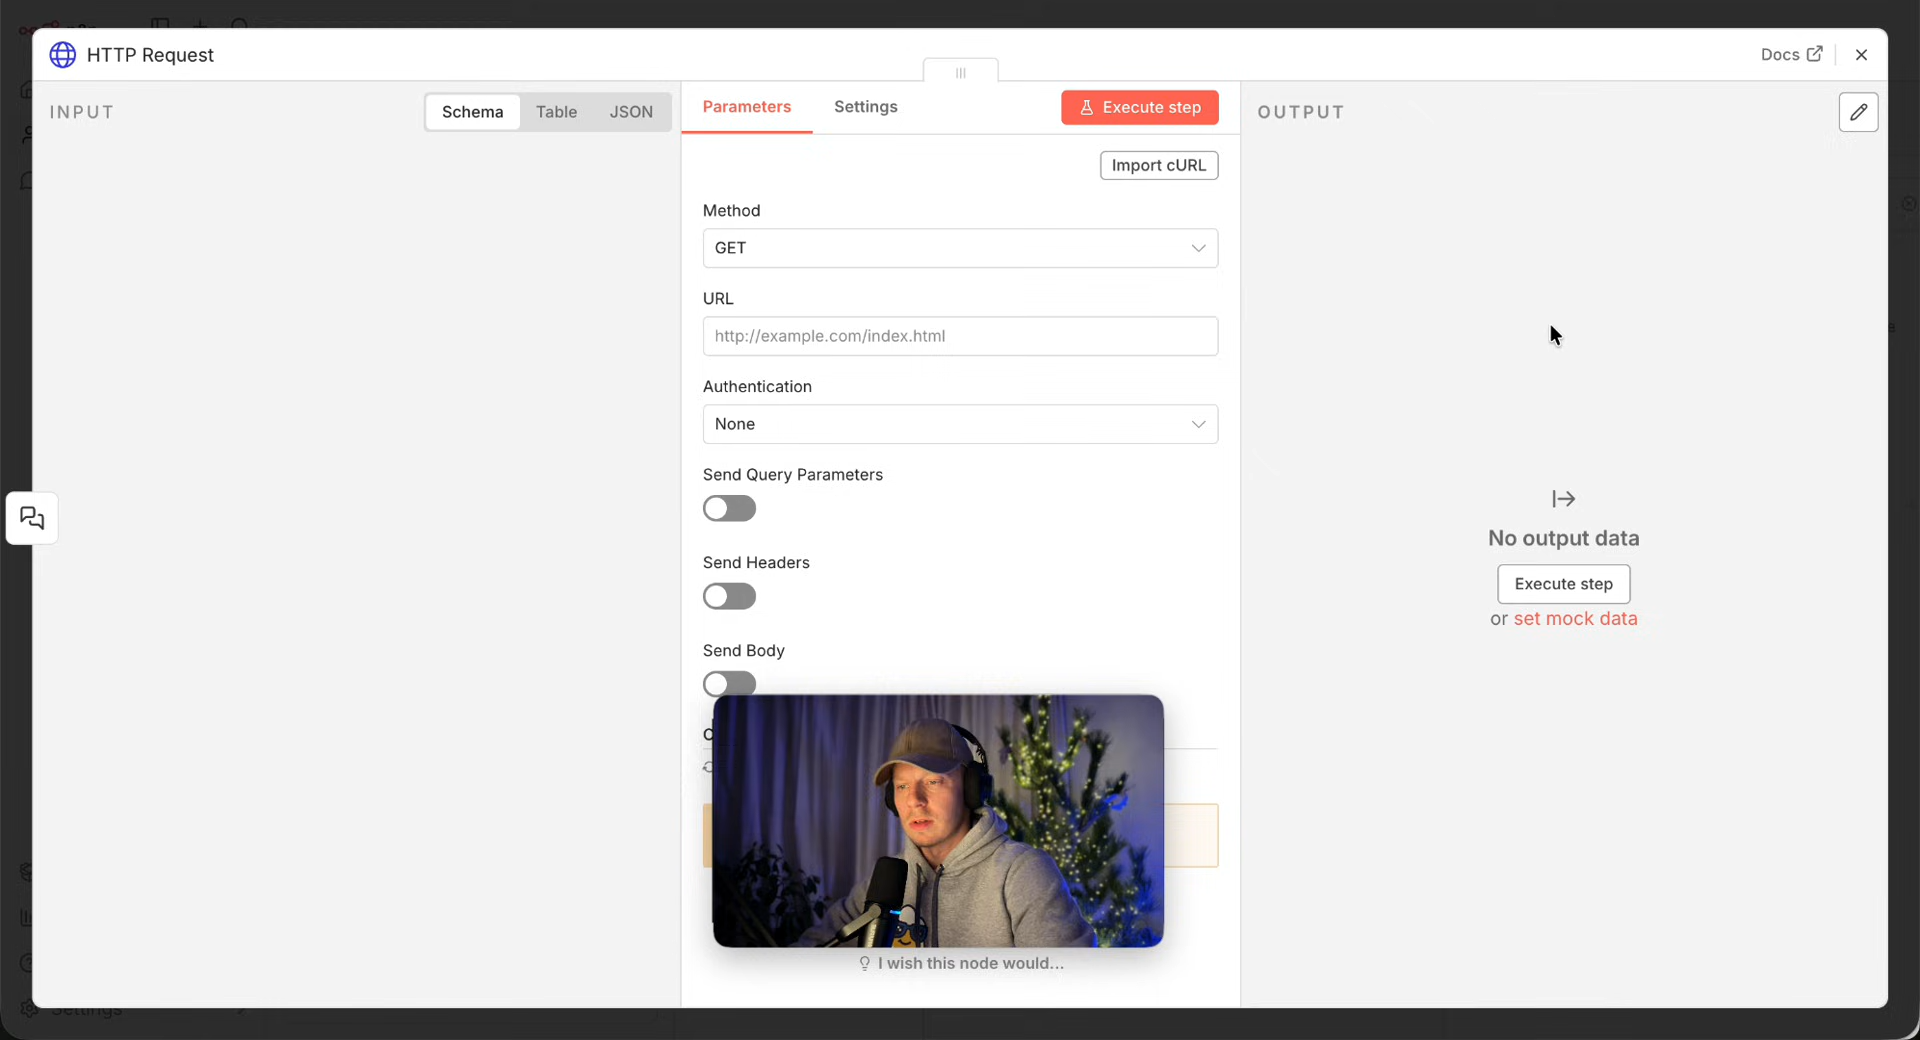 HTTP Request
Docs
INPUT
Schema
Table
JSON
Parameters
Settings
Execute step
OUTPUT
Import cURL
Method
GET
URL
http://example.com/index.html
Authentication
None
Send Query Parameters
Send Headers
Send Body
No output data
Execute step
or set mock data
I wish this node would...
Settings